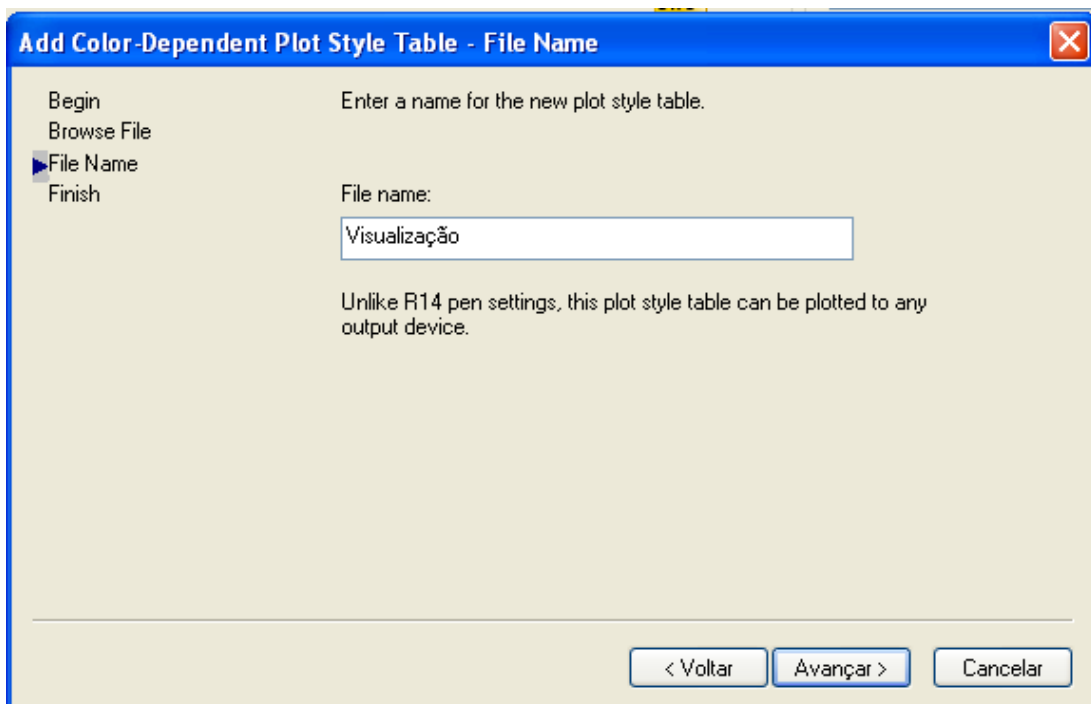 Add Color-Dependent Plot Style Table - File Name
Begin
Browse File
File Name
Finish
Enter a name for the new plot style table.
File name:
Visualização
Unlike R14 pen settings, this plot style table can be plotted to any
output device.
< Voltar
Avançar >
Cancelar